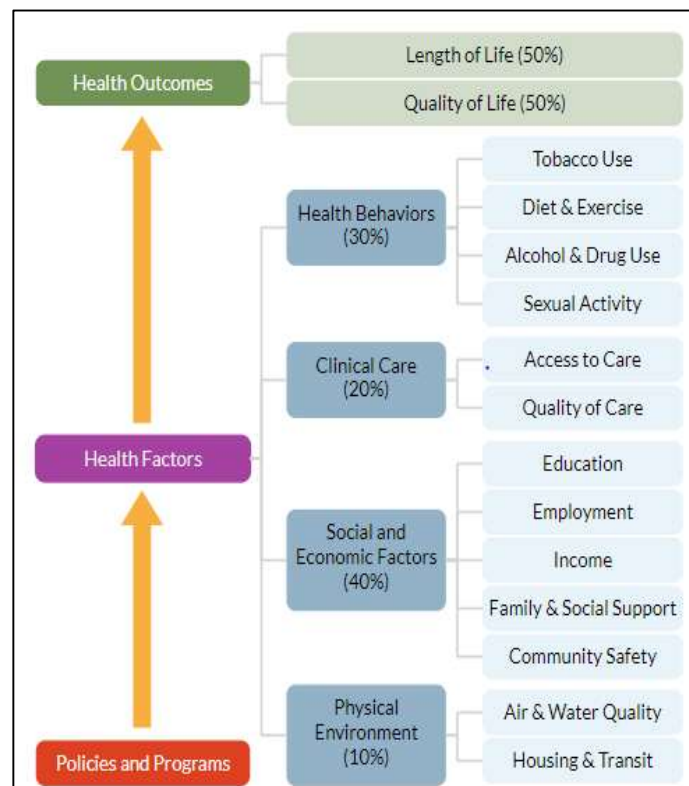 Health Outcomes
Length of Life (50%)
Quality of Life (50%)
Health Factors
Health Behaviors
(30%)
Tobacco Use
Diet & Exercise
Alcohol & Drug Use
Sexual Activity
Clinical Care
(20%)
Access to Care
Quality of Care
Social and
Economic Factors
(40%)
Education
Employment
Income
Family & Social Support
Community Safety
Physical
Environment
(10%)
Air & Water Quality
Housing & Transit
Policies and Programs